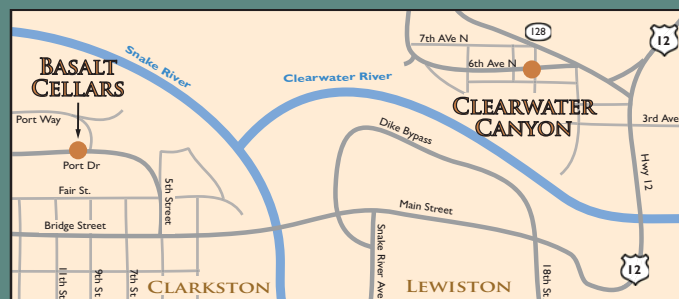 7th AVe N
128
12
Snake River
BASALT
CELLARS
6th Ave N
Clearwater River
CLEARWATER
CANYON
Port Way
3rd Ave
Dike Bypass
Port Dr
Hwy 12
Fair St.
5th Street
Main Street
Bridge Street
Snake River Ave
12
11th St
9th St
7th St
18th St
CLARKSTON
LEWISTON